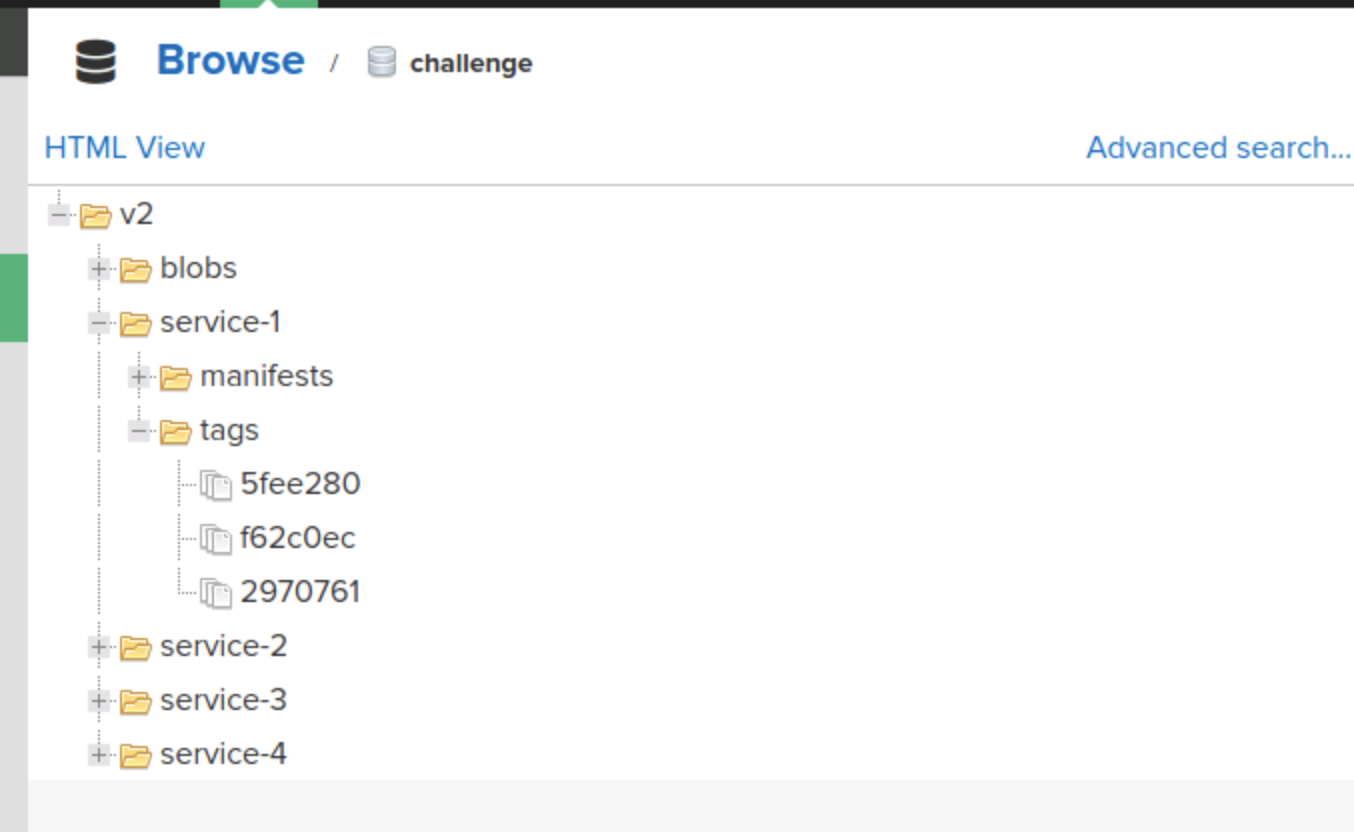 Browse / challenge
HTML View Advanced search...
v2
blobs
service-1
manifests
tags
5fee280
f62c0ec
2970761
service-2
service-3
service-4